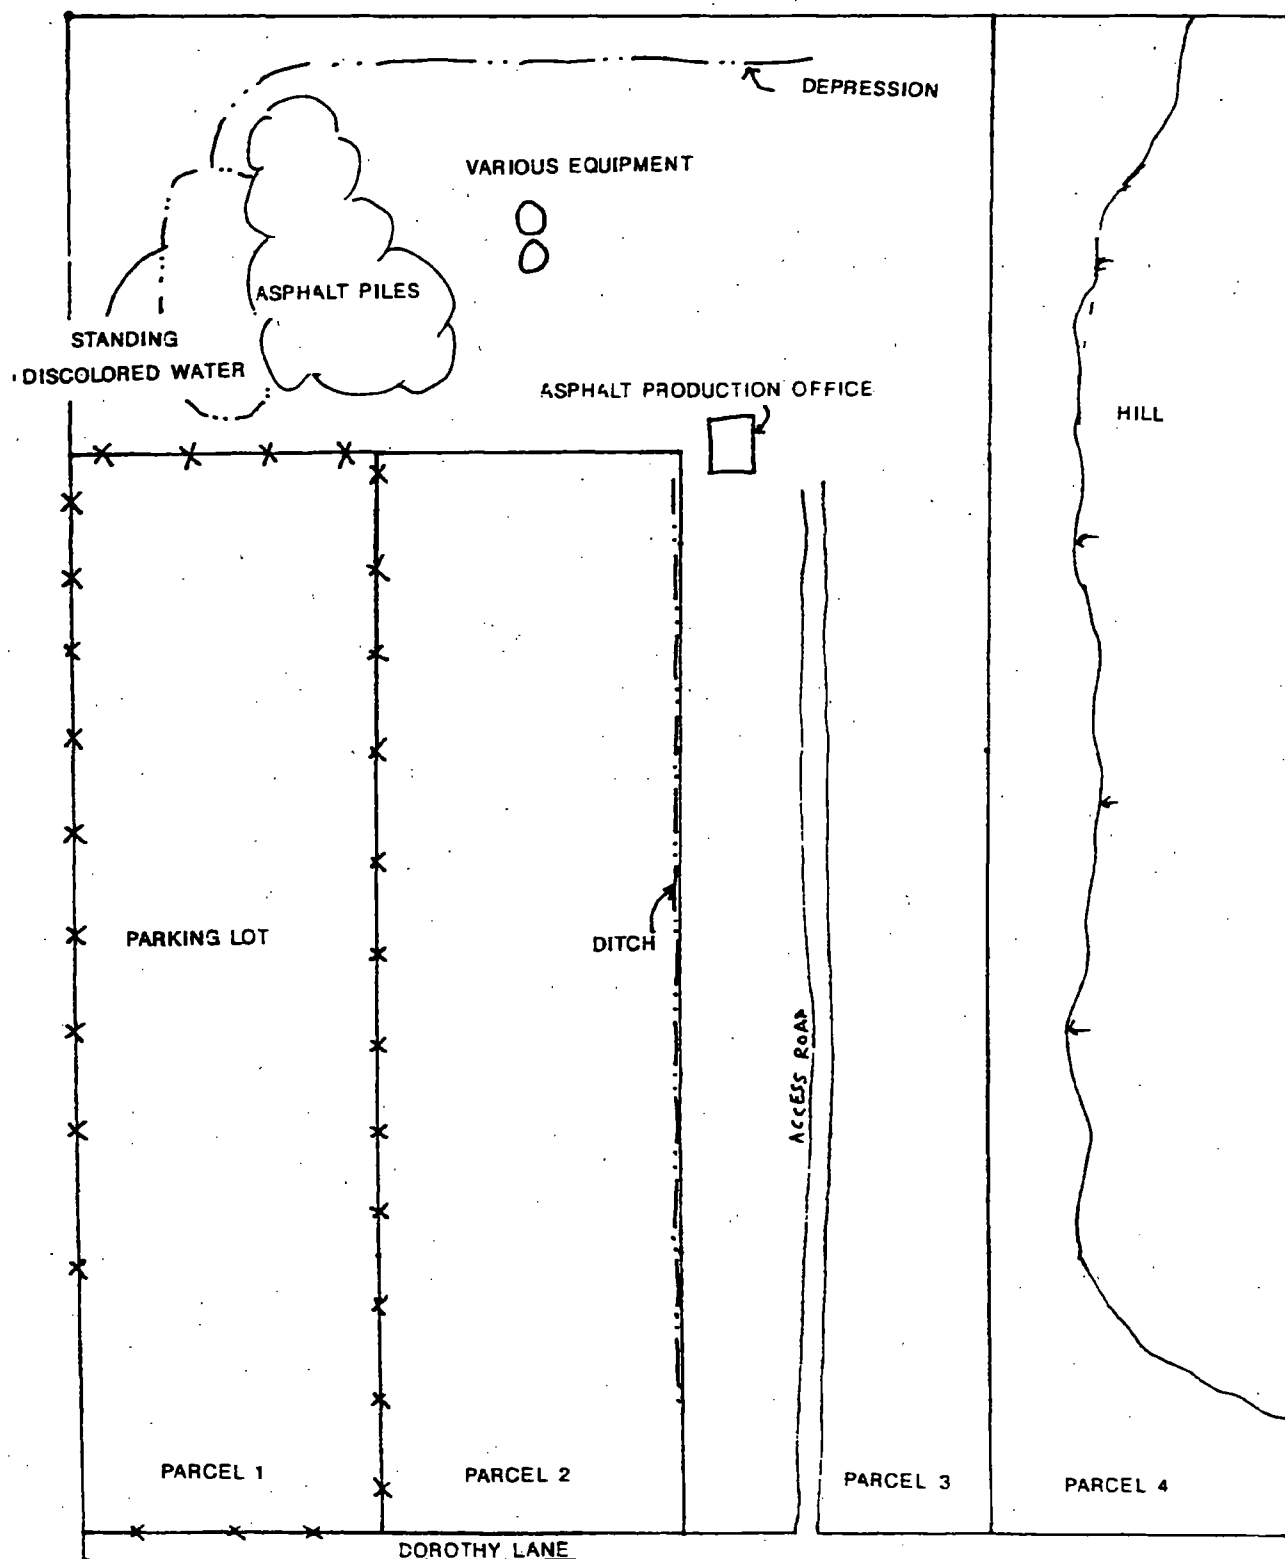 DEPRESSION
VARIOUS EQUIPMENT
ASPHALT PILES
STANDING
DISCOLORED WATER
ASPHALT PRODUCTION OFFICE
HILL
PARKING LOT
DITCH
ACCESS ROAD
PARCEL 1
PARCEL 2
PARCEL 3
PARCEL 4
DOROTHY LANE